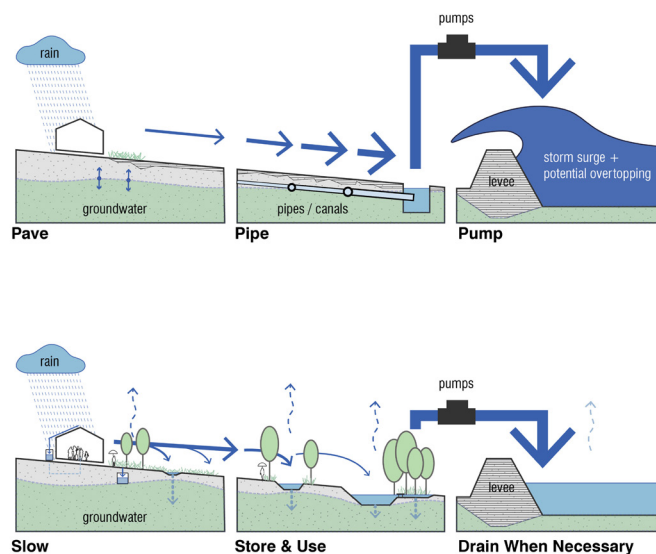 pumps
rain
storm surge +
potential overtopping
levee
groundwater
pipes / canals
Pave
Pipe
Pump
rain
pumps
levee
groundwater
Slow
Store & Use
Drain When Necessary